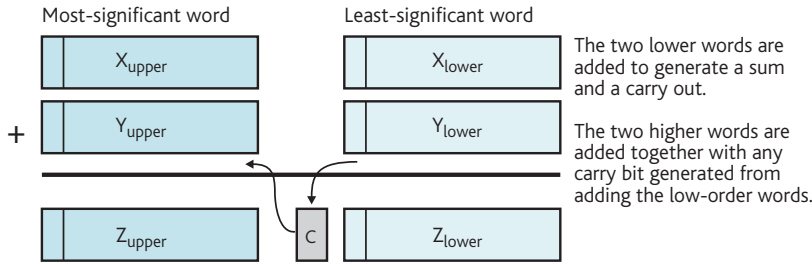 Most-significant word
Least-significant word
Xupper
Xlower
The two lower words are
added to generate a sum
and a carry out.
+
Yupper
Ylower
The two higher words are
added together with any
carry bit generated from
adding the low-order words.
Zupper
C
Zlower